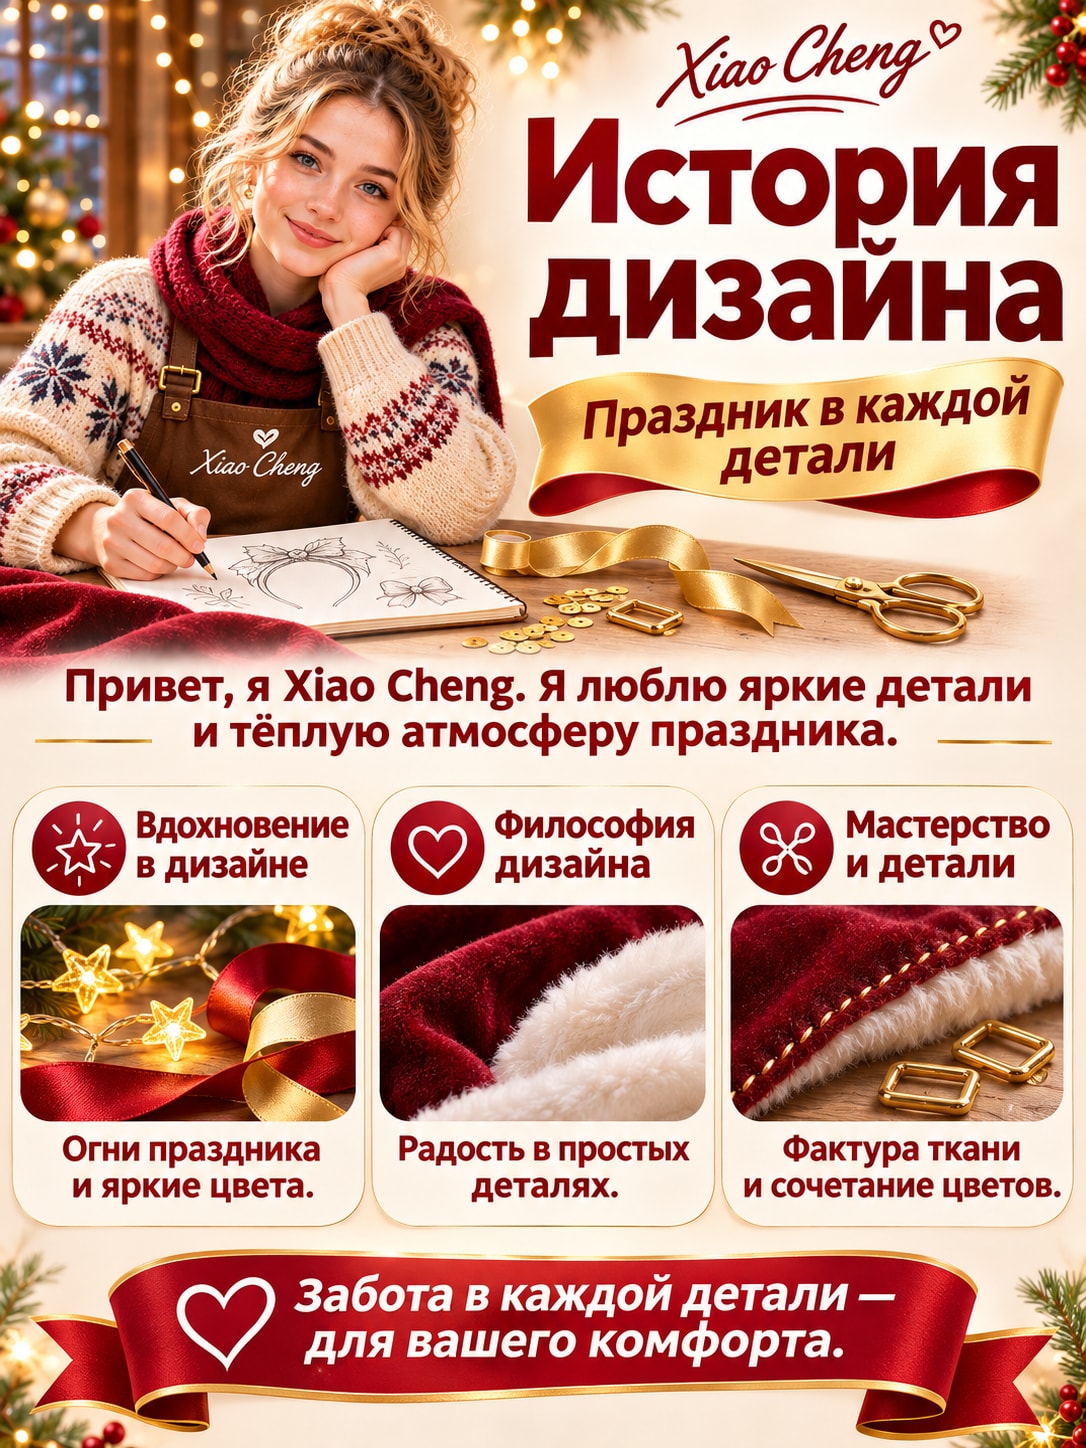 Xiao Cheng
История
дизайна
Праздник в каждой
детали
Xiao Cheng
Привет, я Xiao Cheng. Я люблю яркие детали
и тёплую атмосферу праздника.
Вдохновение
в дизайне
Огни праздника
и яркие цвета.
Философия
дизайна
Радость в простых
деталях.
Мастерство
и детали
Фактура ткани
и сочетание цветов.
Забота в каждой детали —
для вашего комфорта.